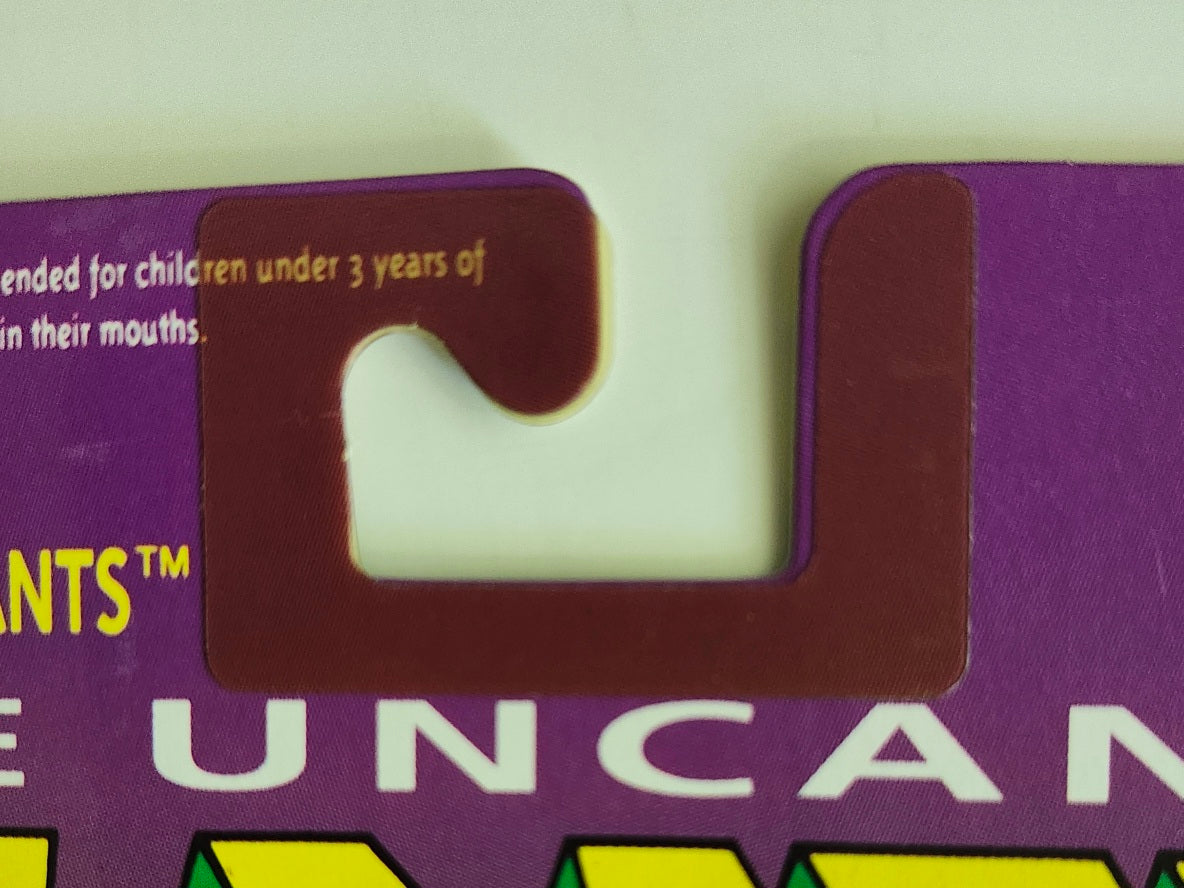 ended for children under 3 years of
in their mouths.
ANTS™
E UNCAN